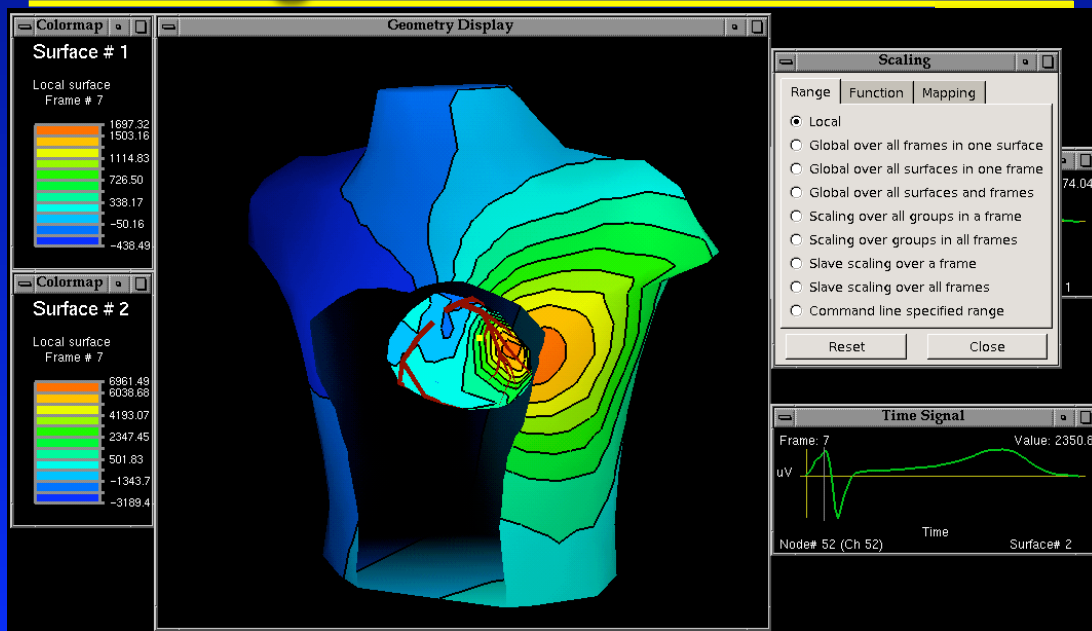 Colormap
Surface # 1
Local surface
Frame # 7
1697.32
1503.16
1114.83
726.50
338.17
-50.16
-438.49
Colormap
Surface # 2
Local surface
Frame # 7
6961.49
6038.68
4193.07
2347.45
501.83
-1343.7
-3189.4
Geometry Display
Scaling
Range Function Mapping
Local
Global over all frames in one surface
Global over all surfaces in one frame
Global over all surfaces and frames
Scaling over all groups in a frame
Scaling over groups in all frames
Slave scaling over a frame
Slave scaling over all frames
Command line specified range
Reset Close
74.04
1
Time Signal
Frame: 7 Value: 2350.8
uV
Time
Node# 52 (Ch 52) Surface# 2